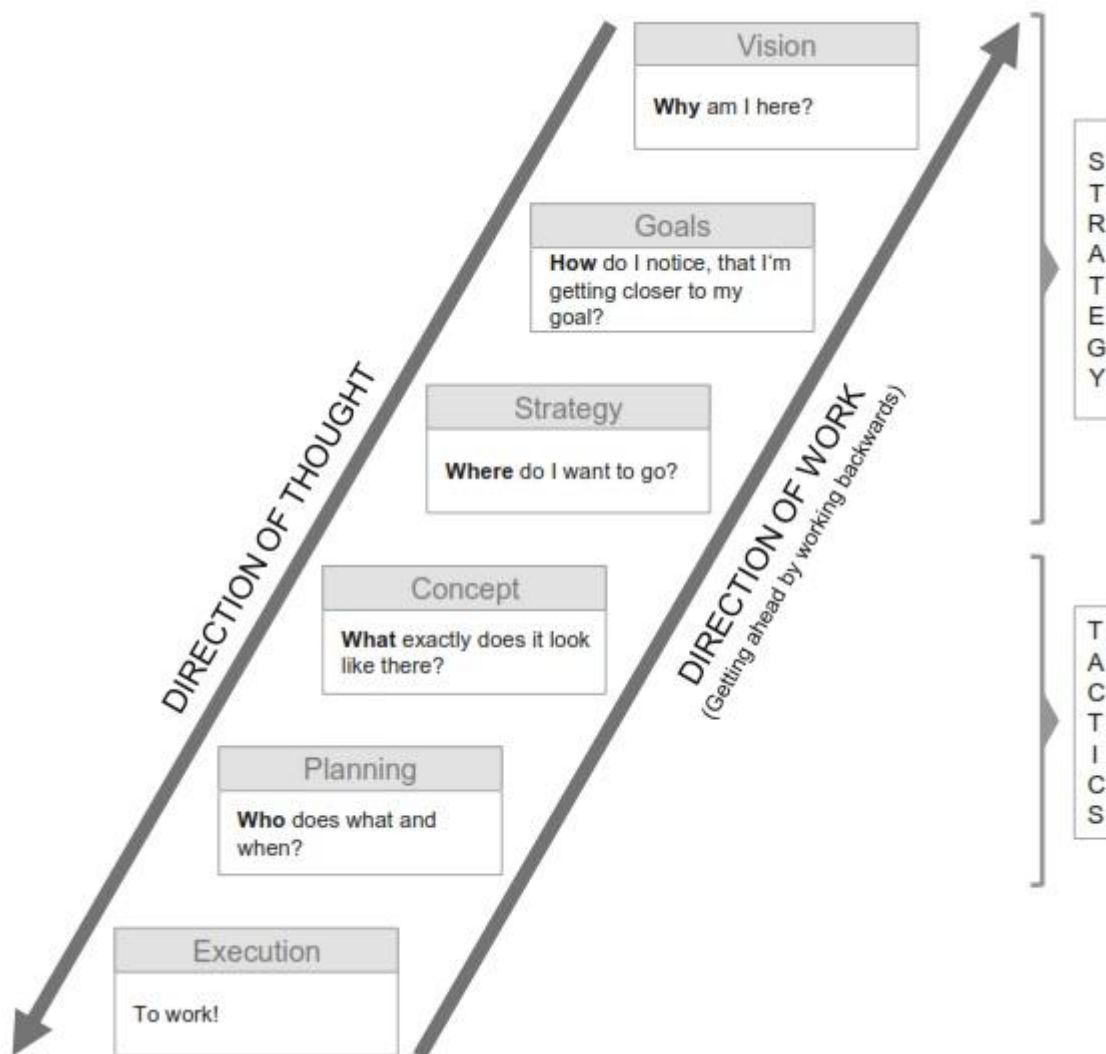 Vision
Why am I here?
Goals
How do I notice, that I'm
getting closer to my
goal?
Strategy
Where do I want to go?
Concept
What exactly does it look
like there?
Planning
Who does what and
when?
Execution
To work!
DIRECTION OF THOUGHT
DIRECTION OF WORK
(Getting ahead by working backwards)
STRATEGY
TACTICS